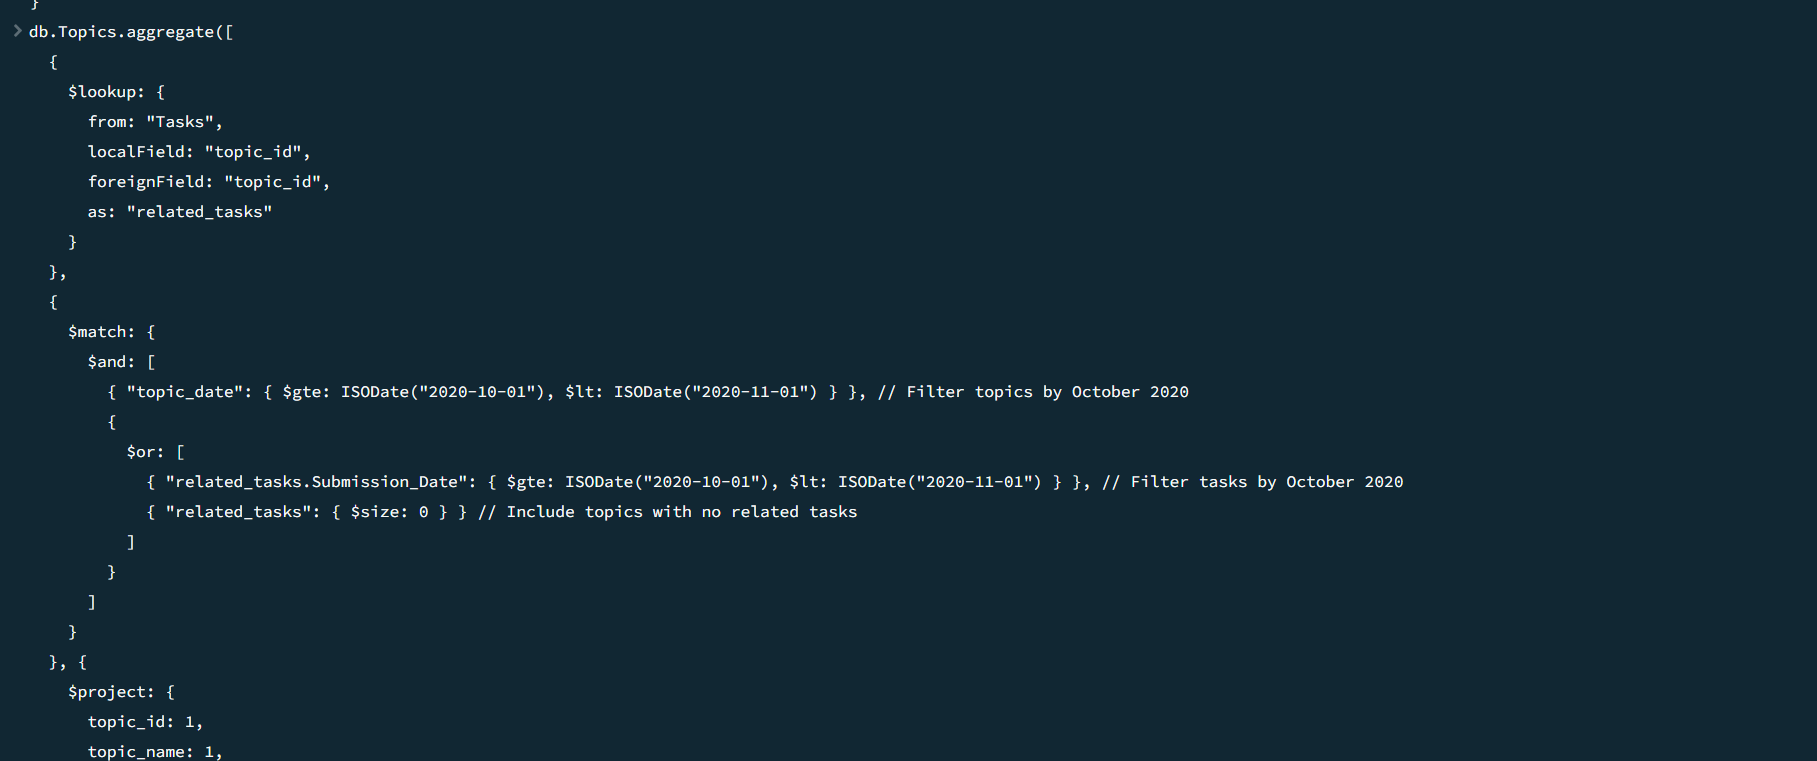 }
> db.Topics.aggregate([
{
$lookup: {
from: "Tasks",
localField: "topic_id",
foreignField: "topic_id",
as: "related_tasks"
}
},
{
$match: {
$and: [
{ "topic_date": { $gte: ISODate("2020-10-01"), $lt: ISODate("2020-11-01") } }, // Filter topics by October 2020
{
$or: [
{ "related_tasks.Submission_Date": { $gte: ISODate("2020-10-01"), $lt: ISODate("2020-11-01") } }, // Filter tasks by October 2020
{ "related_tasks": { $size: 0 } } // Include topics with no related tasks
]
}
]
}
}, {
$project: {
topic_id: 1,
topic_name: 1,